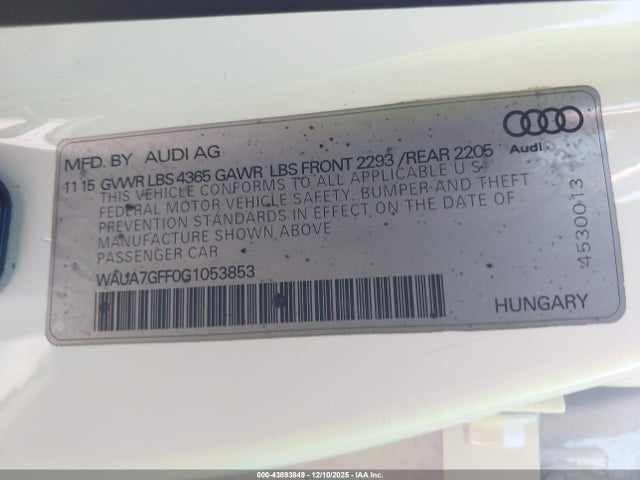 MFD. BY AUDI AG
Audi
11 15 GVWR LBS 4365 GAWR LBS FRONT 2293 /REAR 2205
THIS VEHICLE CONFORMS TO ALL APPLICABLE U.S.
FEDERAL MOTOR VEHICLE SAFETY, BUMPER AND THEFT
PREVENTION STANDARDS IN EFFECT ON THE DATE OF
MANUFACTURE SHOWN ABOVE
PASSENGER CAR
WAUA7GFF0G1053853
HUNGARY
4530013
000-43893849 - 12/10/2025 - IAA Inc.